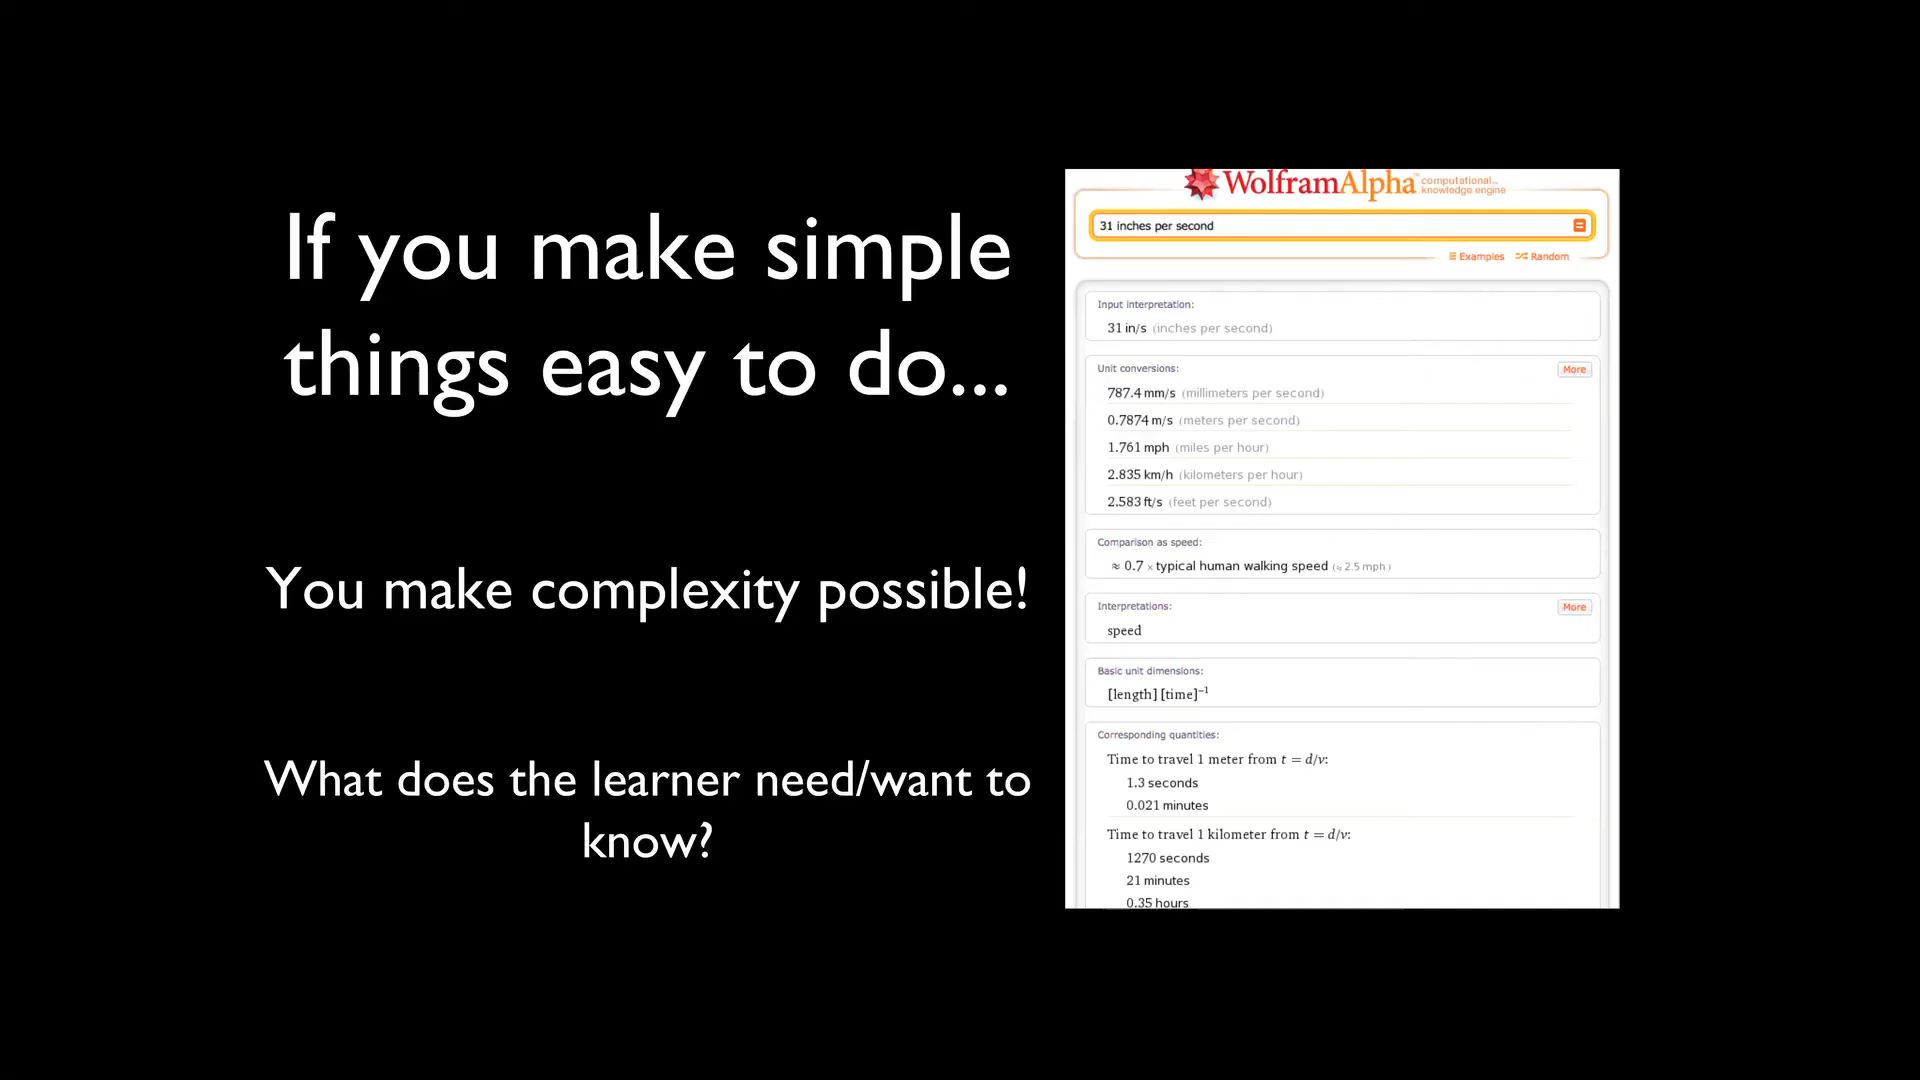 If you make simple
things easy to do...
You make complexity possible!
What does the learner need/want to
know?
WolframAlpha computational...
knowledge engine
31 inches per second
Examples Random
Input interpretation:
31 in/s (inches per second)
Unit conversions: More
787.4 mm/s (millimeters per second)
0.7874 m/s (meters per second)
1.761 mph (miles per hour)
2.835 km/h (kilometers per hour)
2.583 ft/s (feet per second)
Comparison as speed:
≈ 0.7 × typical human walking speed (≈ 2.5 mph)
Interpretations: More
speed
Basic unit dimensions:
[length] [time]⁻¹
Corresponding quantities:
Time to travel 1 meter from t = d/v:
1.3 seconds
0.021 minutes
Time to travel 1 kilometer from t = d/v:
1270 seconds
21 minutes
0.35 hours